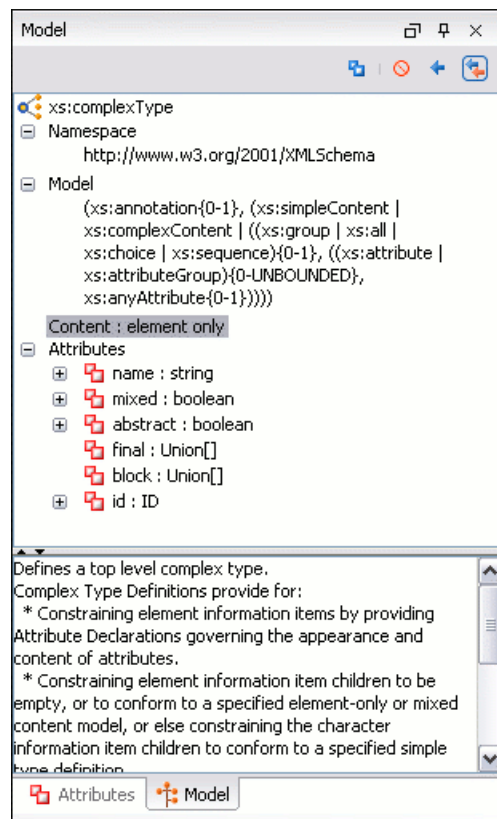 Model
xs:complexType
Namespace
http://www.w3.org/2001/XMLSchema
Model
(xs:annotation{0-1}, (xs:simpleContent |
xs:complexContent | ((xs:group | xs:all |
xs:choice | xs:sequence){0-1}, ((xs:attribute |
xs:attributeGroup){0-UNBOUNDED},
xs:anyAttribute{0-1}))))
Content : element only
Attributes
name : string
mixed : boolean
abstract : boolean
final : Union[]
block : Union[]
id : ID
Defines a top level complex type.
Complex Type Definitions provide for:
* Constraining element information items by providing
Attribute Declarations governing the appearance and
content of attributes.
* Constraining element information item children to be
empty, or to conform to a specified element-only or mixed
content model, or else constraining the character
information item children to conform to a specified simple
type definition
Attributes Model